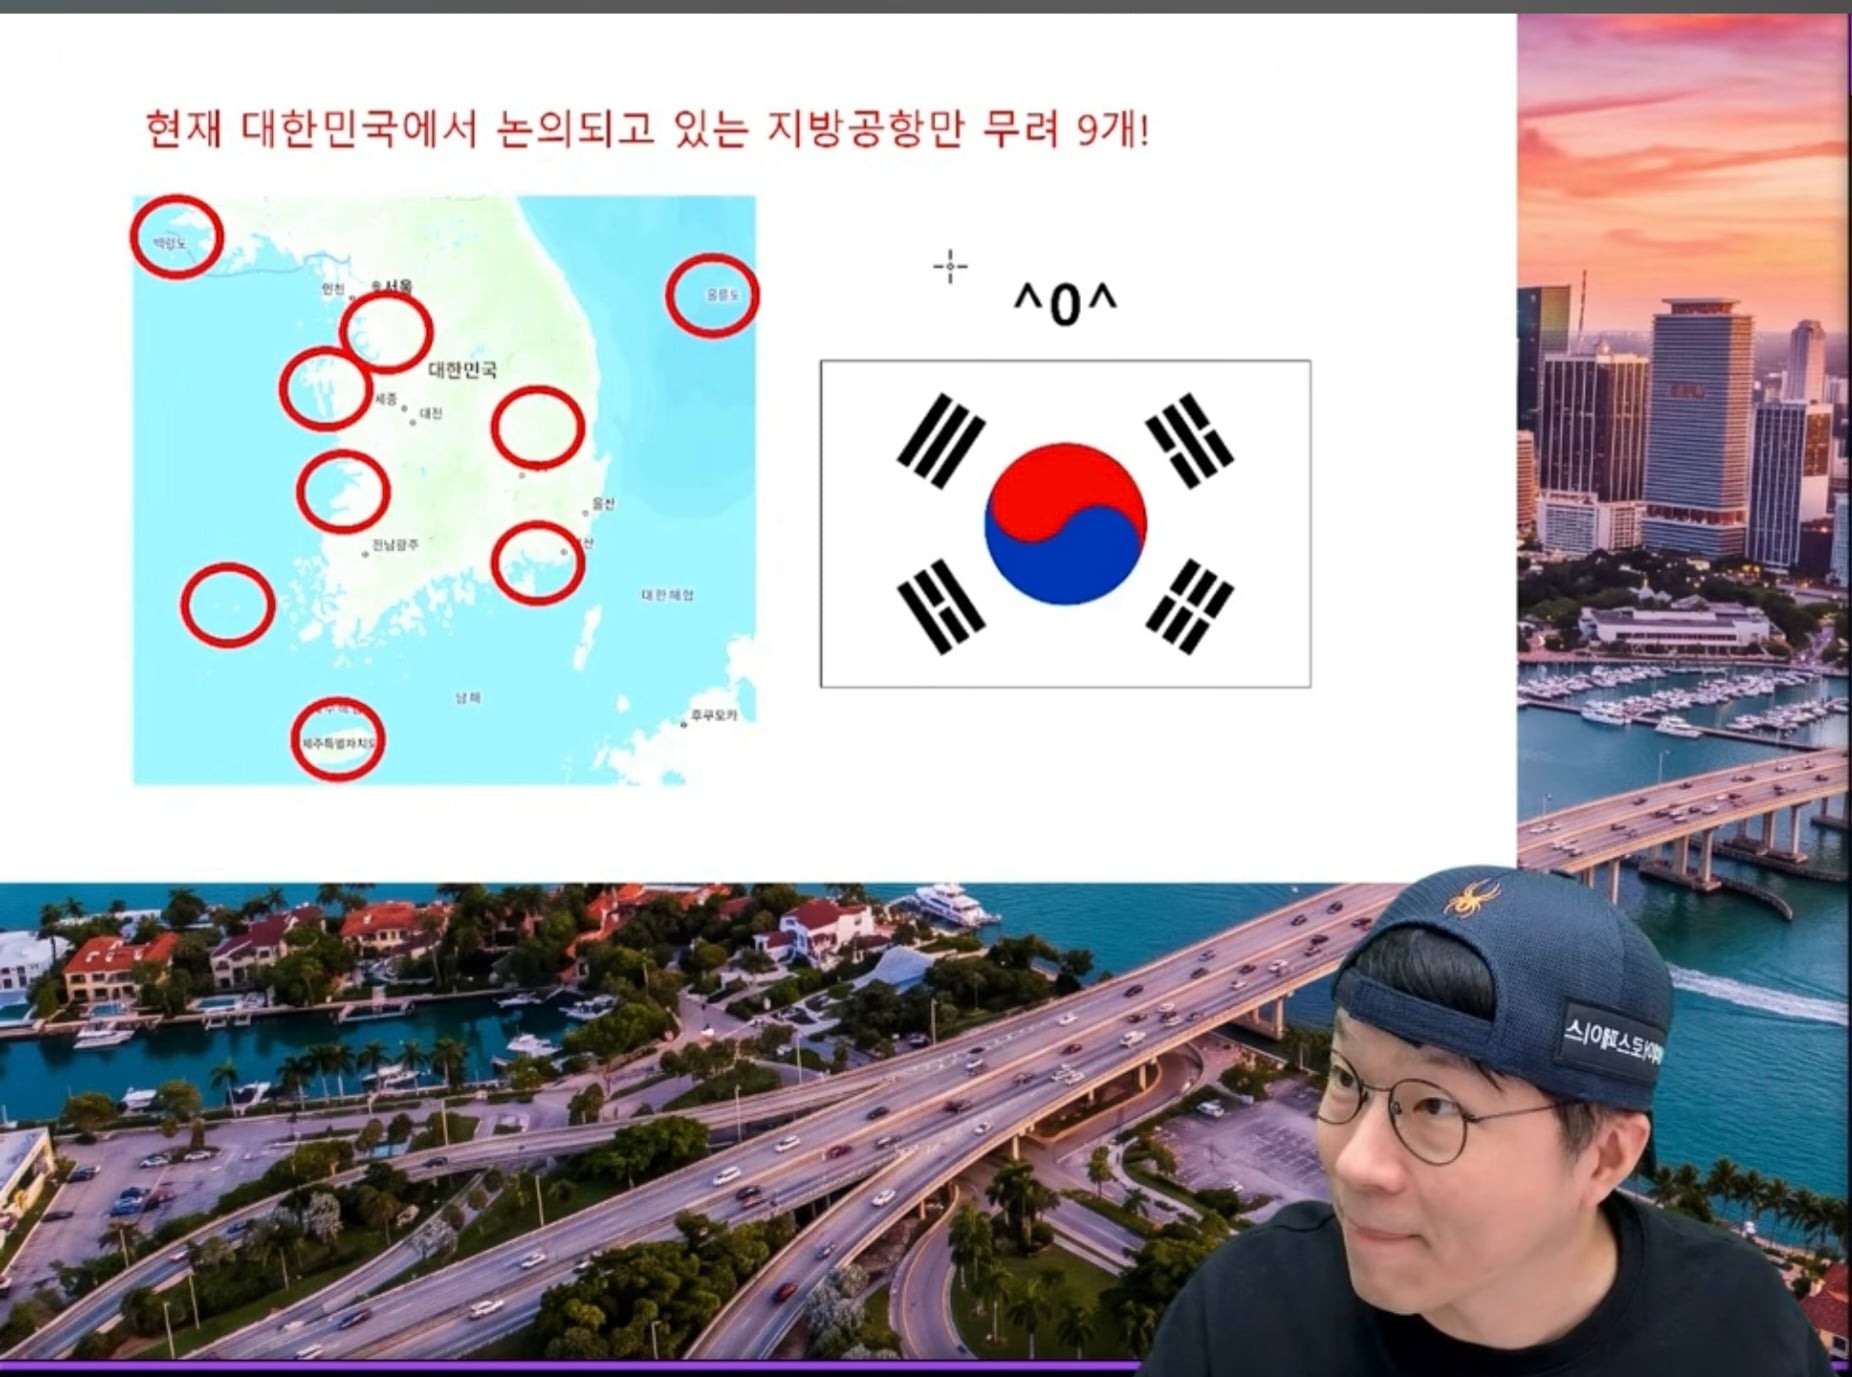 현재 대한민국에서 논의되고 있는 지방공항만 무려 9개!
백령도
울릉도
인천
서울
^0^
대한민국
세종
대전
울산
전남광주
대한해협
남해
후쿠오카
제주특별자치도